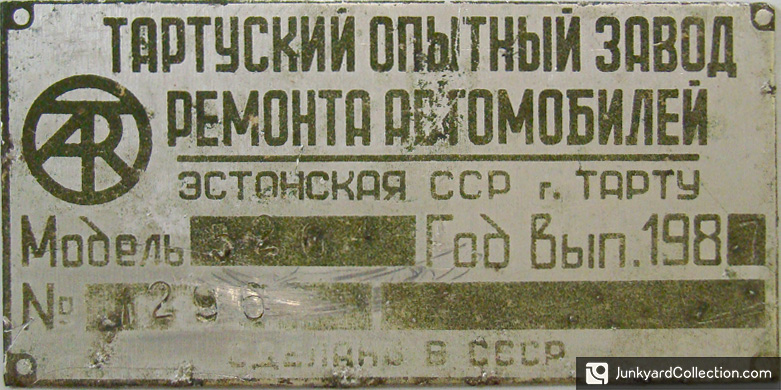 ТАРТУСКИЙ ОПЫТНЫЙ ЗАВОД
РЕМОНТА АВТОМОБИЛЕЙ
ЭСТОНСКАЯ ССР г. ТАРТУ
Модель Год вып. 198
№ 1296
СДЕЛАНО В СССР
JunkyardCollection.com